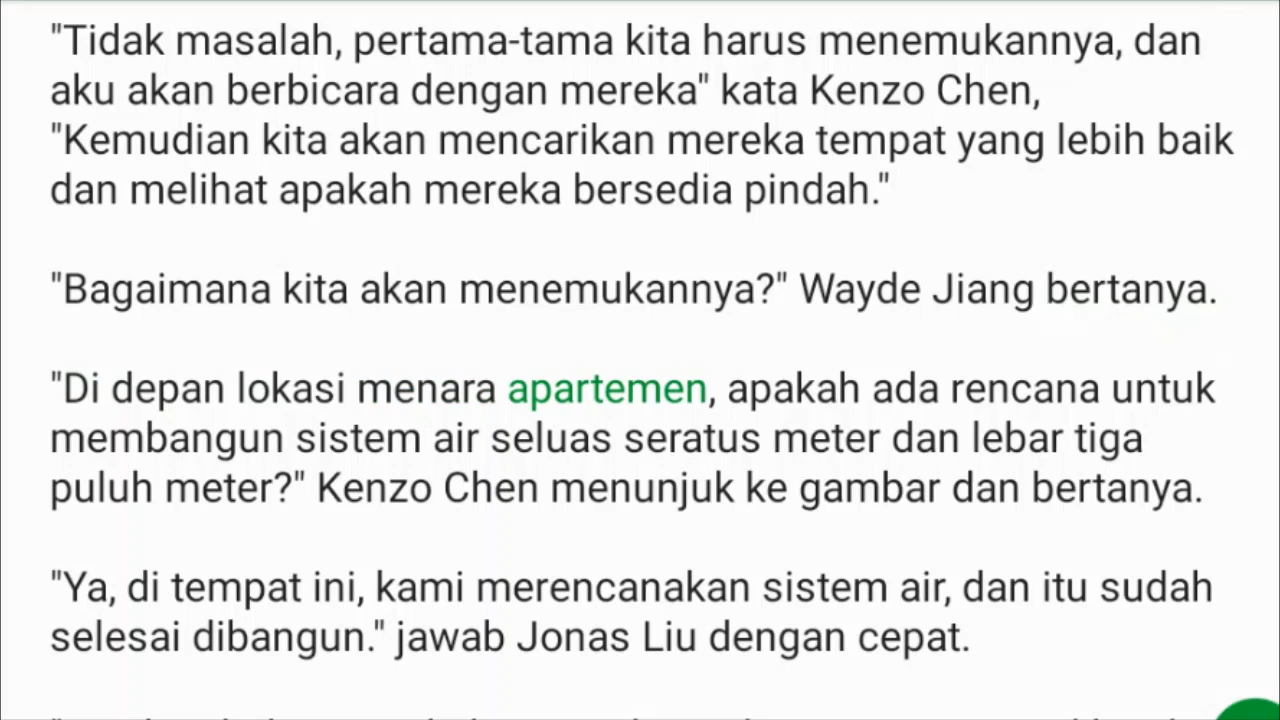 "Tidak masalah, pertama-tama kita harus menemukannya, dan
aku akan berbicara dengan mereka" kata Kenzo Chen,
"Kemudian kita akan mencarikan mereka tempat yang lebih baik
dan melihat apakah mereka bersedia pindah."
"Bagaimana kita akan menemukannya?" Wayde Jiang bertanya.
"Di depan lokasi menara apartemen, apakah ada rencana untuk
membangun sistem air seluas seratus meter dan lebar tiga
puluh meter?" Kenzo Chen menunjuk ke gambar dan bertanya.
"Ya, di tempat ini, kami merencanakan sistem air, dan itu sudah
selesai dibangun." jawab Jonas Liu dengan cepat.